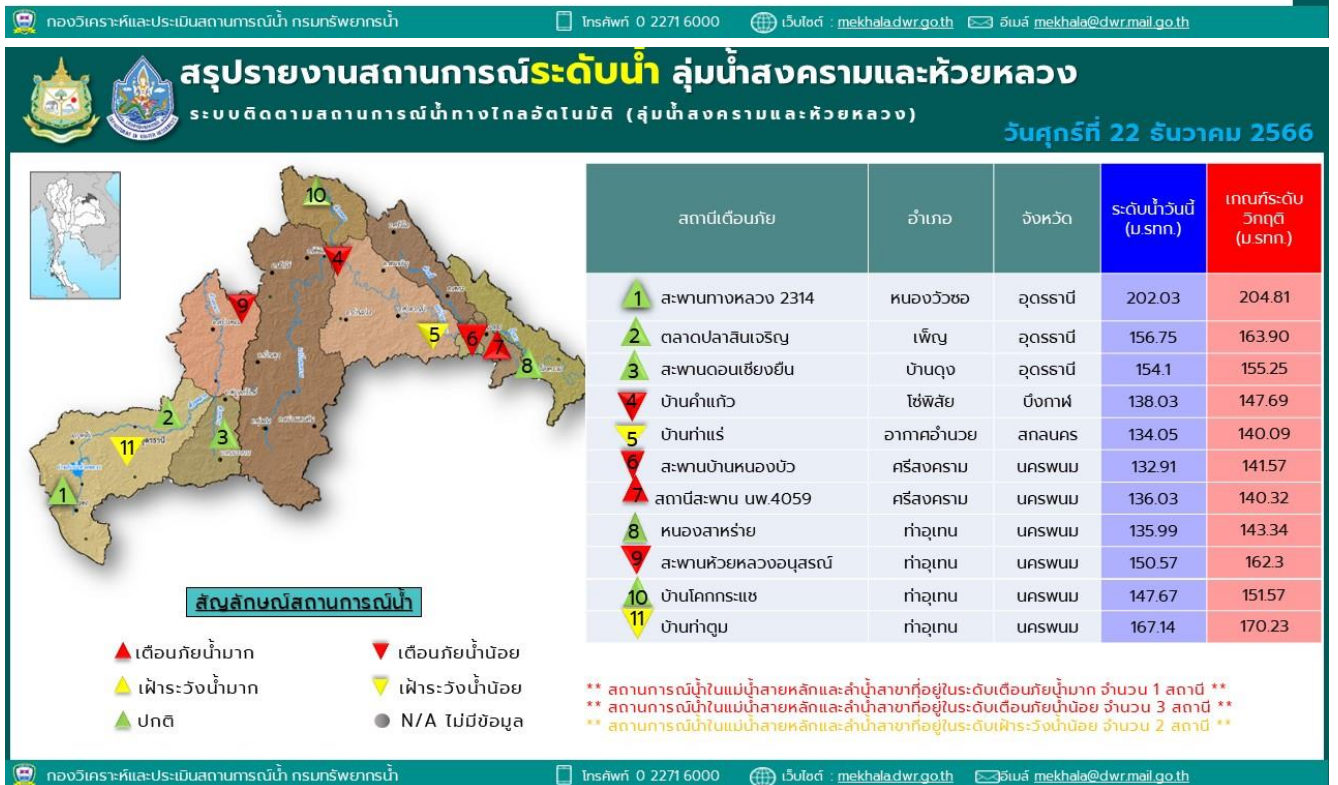 กองวิเคราะห์และประเมินสถานการณ์น้ำ กรมทรัพยากรน้ำ โทรศัพท์ 0 2271 6000 เว็บไซต์ : mekhala.dwr.go.th อีเมล์ mekhala@dwr.mail.go.th
สรุปรายงานสถานการณ์ระดับน้ำ ลุ่มน้ำสงครามและห้วยหลวง
ระบบติดตามสถานการณ์น้ำทางไกลอัตโนมัติ (ลุ่มน้ำสงครามและห้วยหลวง)
วันศุกร์ที่ 22 ธันวาคม 2566
10
4
9
5
6
7
8
2
3
11
1
สถานีเตือนภัย อำเภอ จังหวัด ระดับน้ำวันนี้ (ม.รทก.) เกณฑ์ระดับวิกฤติ (ม.รทก.)
1 สะพานทางหลวง 2314 หนองวัวซอ อุดรธานี 202.03 204.81
2 ตลาดปลาสินเจริญ เพ็ญ อุดรธานี 156.75 163.90
3 สะพานดอนเชียงยืน บ้านดุง อุดรธานี 154.1 155.25
4 บ้านคำแก้ว โซ่พิสัย บึงกาฬ 138.03 147.69
5 บ้านท่าแร่ อากาศอำนวย สกลนคร 134.05 140.09
6 สะพานบ้านหนองบัว ศรีสงคราม นครพนม 132.91 141.57
7 สถานีสะพาน นพ.4059 ศรีสงคราม นครพนม 136.03 140.32
8 หนองสาหร่าย ท่าอุเทน นครพนม 135.99 143.34
9 สะพานห้วยหลวงอนุสรณ์ ท่าอุเทน นครพนม 150.57 162.3
10 บ้านโคกกระแซ ท่าอุเทน นครพนม 147.67 151.57
11 บ้านท่าตูม ท่าอุเทน นครพนม 167.14 170.23
สัญลักษณ์สถานการณ์น้ำ
เตือนภัยน้ำมาก เตือนภัยน้ำน้อย
เฝ้าระวังน้ำมาก เฝ้าระวังน้ำน้อย
ปกติ N/A ไม่มีข้อมูล
** สถานการณ์น้ำในแม่น้ำสายหลักและลำน้ำสาขาที่อยู่ในระดับเตือนภัยน้ำมาก จำนวน 1 สถานี **
** สถานการณ์น้ำในแม่น้ำสายหลักและลำน้ำสาขาที่อยู่ในระดับเตือนภัยน้ำน้อย จำนวน 3 สถานี **
** สถานการณ์น้ำในแม่น้ำสายหลักและลำน้ำสาขาที่อยู่ในระดับเฝ้าระวังน้ำน้อย จำนวน 2 สถานี **
กองวิเคราะห์และประเมินสถานการณ์น้ำ กรมทรัพยากรน้ำ โทรศัพท์ 0 2271 6000 เว็บไซต์ : mekhala.dwr.go.th อีเมล์ mekhala@dwr.mail.go.th